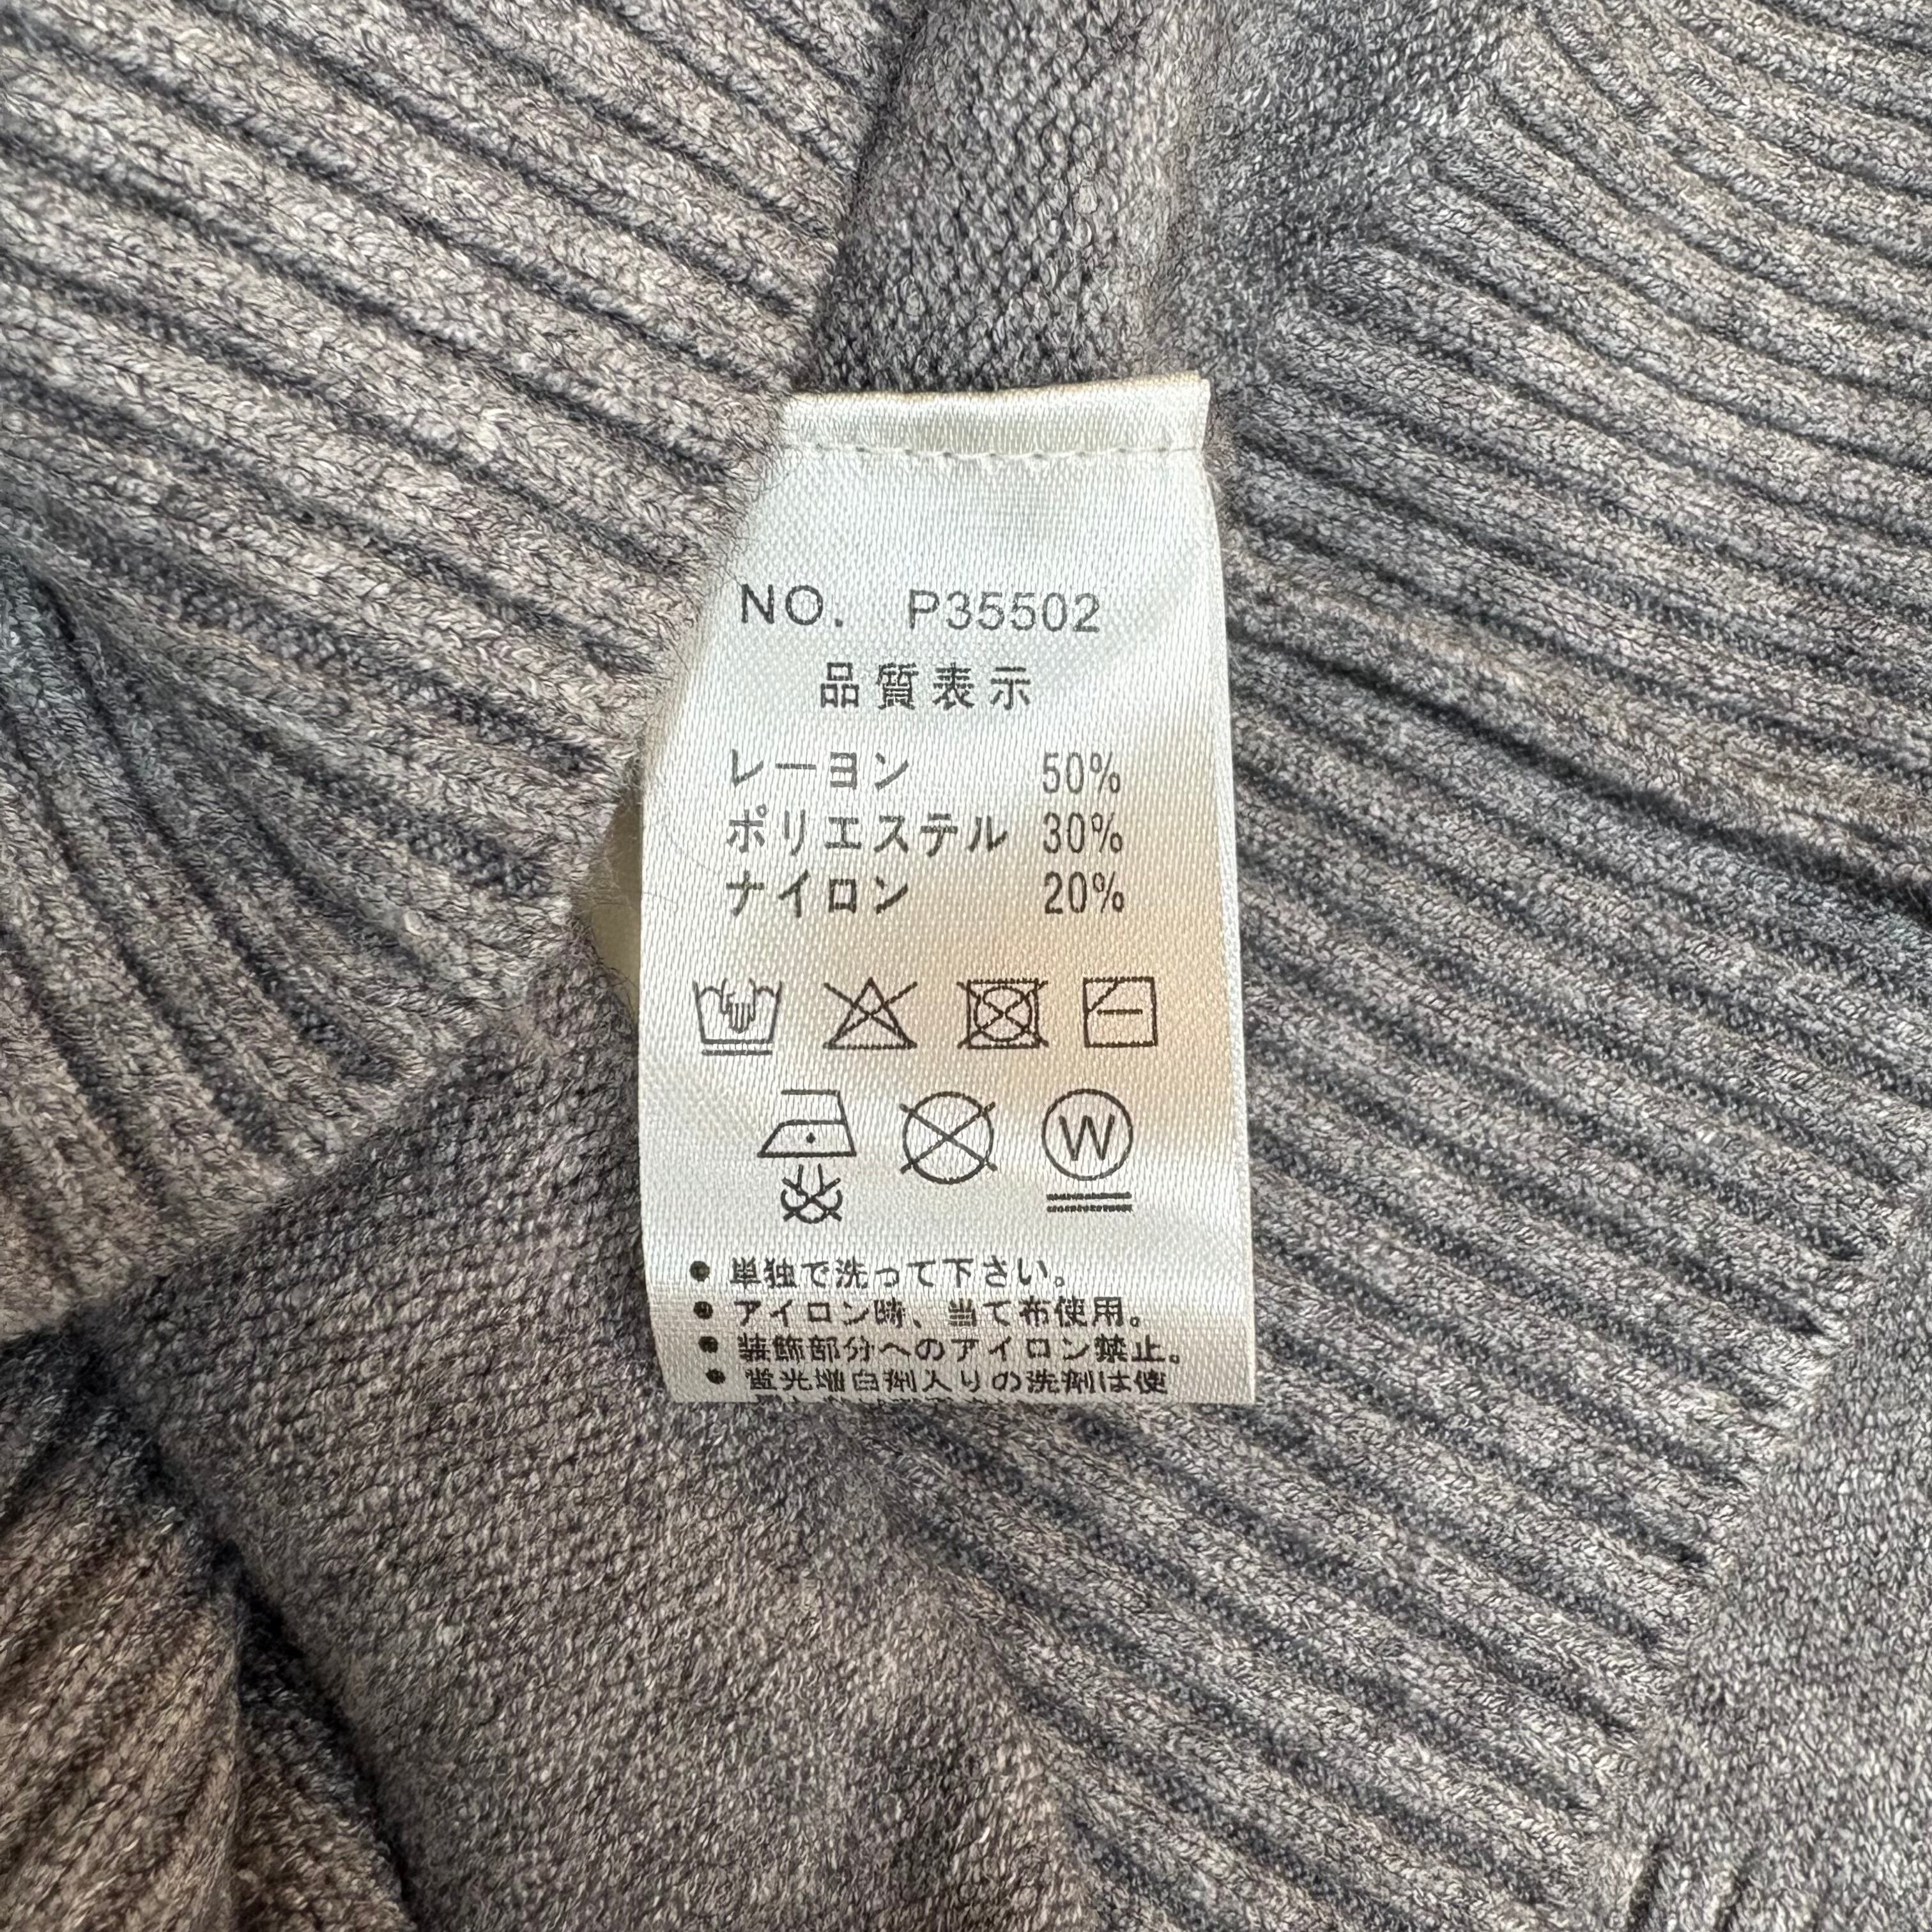 NO. P35502
品質表示
レーヨン 50%
ポリエステル 30%
ナイロン 20%
W
● 単独で洗って下さい。
● アイロン時、当て布使用。
● 装飾部分へのアイロン禁止。
● 蛍光増白剤入りの洗剤は使